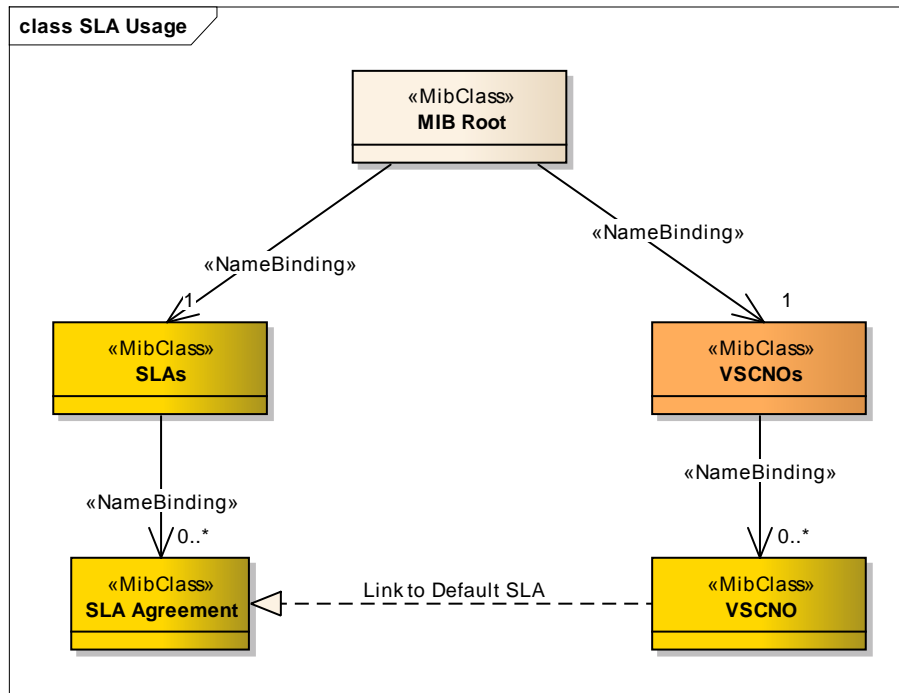 class SLA Usage
«MibClass»
MIB Root
«NameBinding»
«NameBinding»
1
1
«MibClass»
SLAs
«MibClass»
VSCNOs
«NameBinding»
«NameBinding»
0..*
0..*
«MibClass»
SLA Agreement
Link to Default SLA
«MibClass»
VSCNO